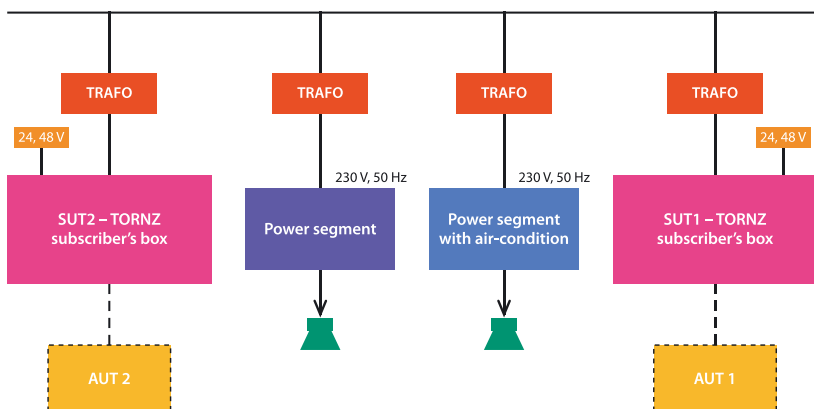 TRAFO
TRAFO
TRAFO
TRAFO
24, 48 V
24, 48 V
230 V, 50 Hz
230 V, 50 Hz
SUT2 – TORNZ
subscriber's box
Power segment
Power segment
with air-condition
SUT1 – TORNZ
subscriber's box
AUT 2
AUT 1